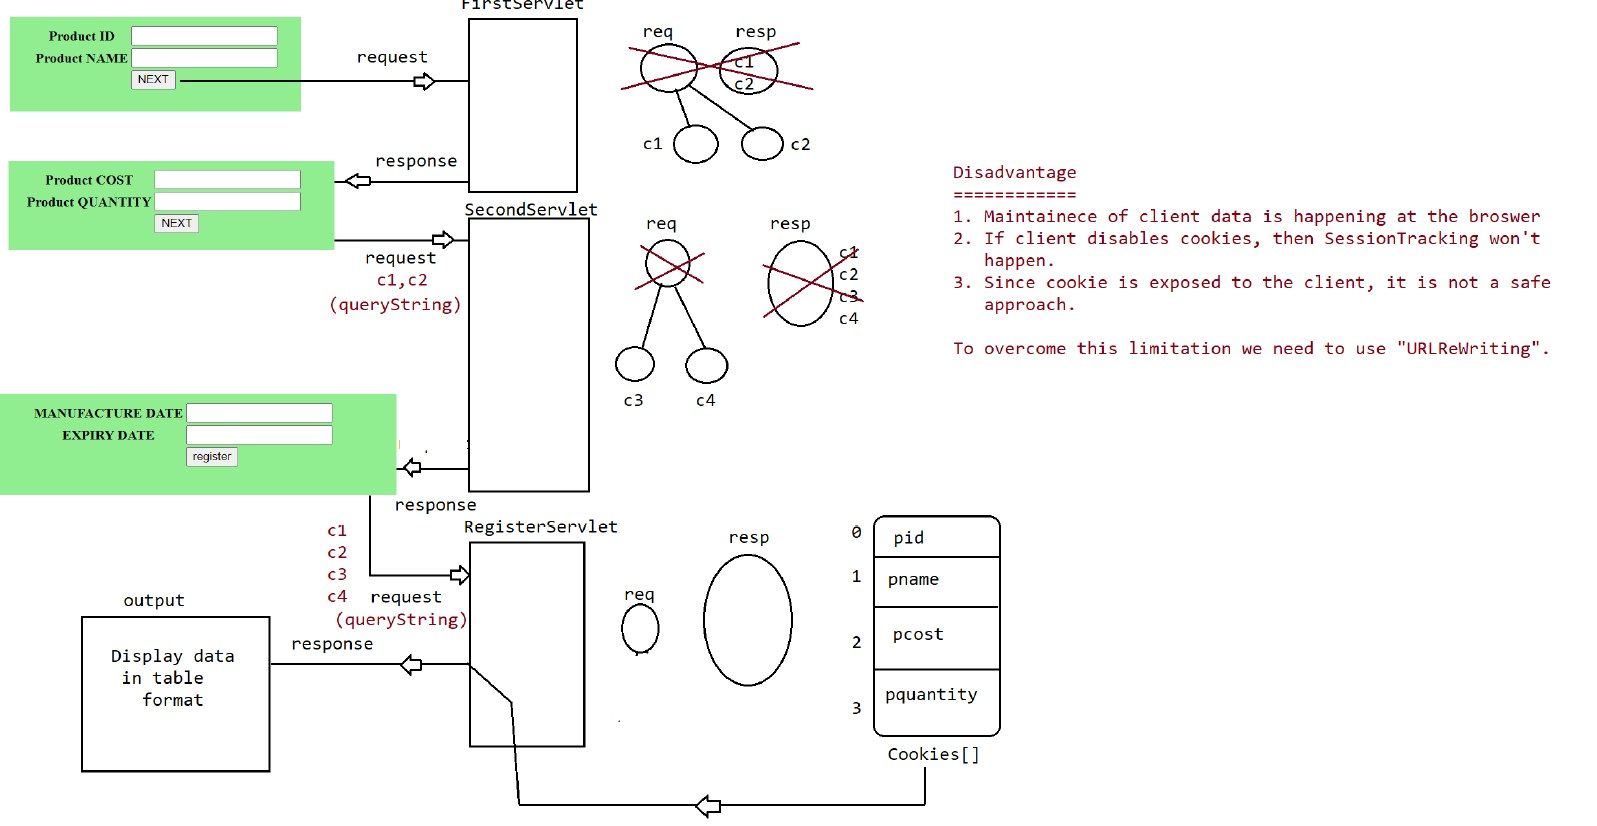 FirstServlet
Product ID
Product NAME
NEXT
request
req
resp
c1
c2
c1
c2
response
Product COST
Product QUANTITY
NEXT
SecondServlet
request
c1,c2
(queryString)
req
resp
c1
c2
c3
c4
c3
c4
Disadvantage
============
1. Maintainece of client data is happening at the broswer
2. If client disables cookies, then SessionTracking won't
happen.
3. Since cookie is exposed to the client, it is not a safe
approach.
To overcome this limitation we need to use "URLReWriting".
MANUFACTURE DATE
EXPIRY DATE
register
response
RegisterServlet
c1
c2
c3
c4 request
(queryString)
response
req
resp
0 pid
1 pname
2 pcost
3 pquantity
Cookies[]
output
Display data
in table
format